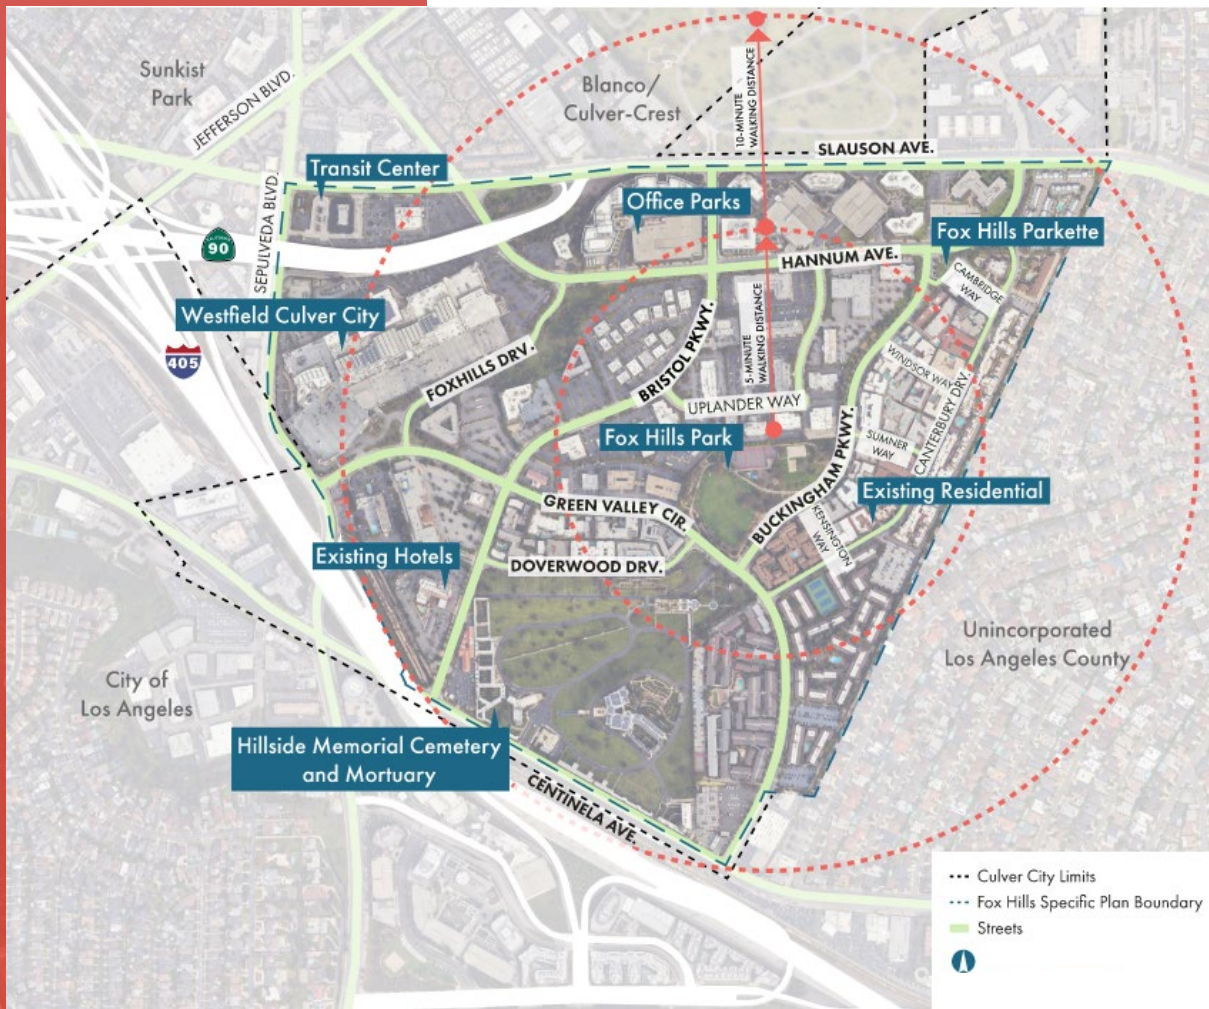 Sunkist
Park
JEFFERSON BLVD.
Blanco/
Culver-Crest
10-MINUTE
WALKING DISTANCE
SLAUSON AVE.
Transit Center
SEPULVEDA BLVD.
CALIFORNIA
90
Office Parks
Fox Hills Parkette
HANNUM AVE.
CAMBRIDGE
WAY
Westfield Culver City
405
FOXHILLS DRV.
BRISTOL PKWY.
5-MINUTE
WALKING DISTANCE
WINDSOR WAY
UPLANDER WAY
CANTERBURY DRV.
Fox Hills Park
SUMNER
WAY
BUCKINGHAM PKWY.
Existing Residential
GREEN VALLEY CIR.
KENSINGTON
WAY
Existing Hotels
DOVERWOOD DRV.
Unincorporated
Los Angeles County
City of
Los Angeles
Hillside Memorial Cemetery
and Mortuary
CENTINELA AVE.
Culver City Limits
Fox Hills Specific Plan Boundary
Streets